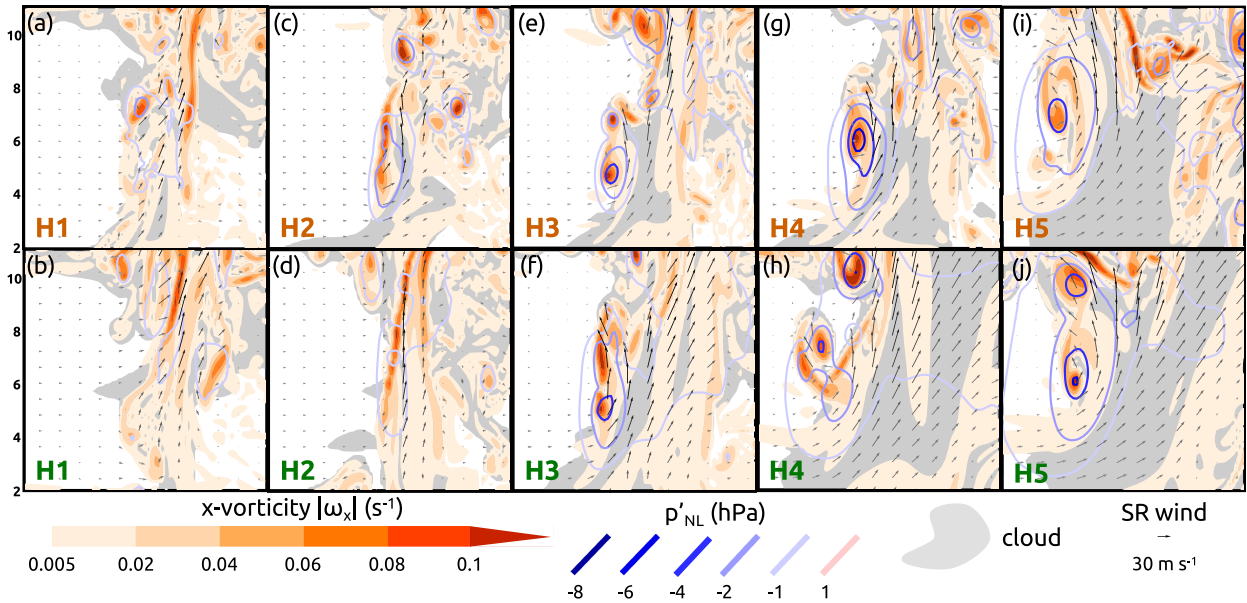 (a) (c) (e) (g) (i)
10
8
6
4
2
H1 H2 H3 H4 H5
(b) (d) (f) (h) (j)
10
8
6
4
2
H1 H2 H3 H4 H5
x-vorticity |ωx| (s-1)
0.005 0.02 0.04 0.06 0.08 0.1
p'NL (hPa)
-8 -6 -4 -2 -1 1
cloud
SR wind
30 m s-1